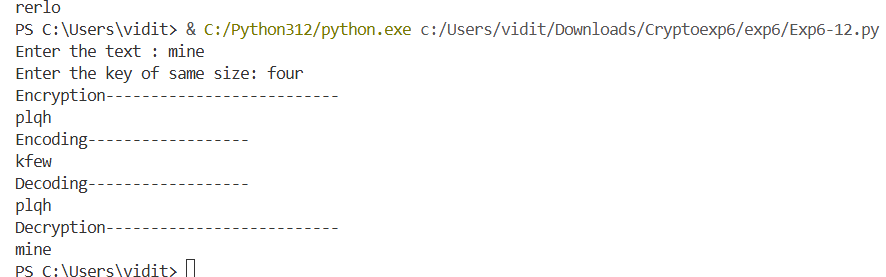 rerlo
PS C:\Users\vidit> & C:/Python312/python.exe c:/Users/vidit/Downloads/Cryptoexp6/exp6/Exp6-12.py
Enter the text : mine
Enter the key of same size: four
Encryption--------------------------
plqh
Encoding------------------
kfew
Decoding------------------
plqh
Decryption--------------------------
mine
PS C:\Users\vidit>